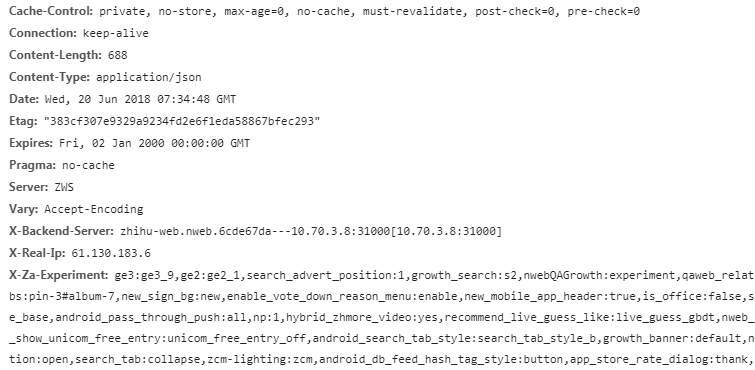 Cache-Control: private, no-store, max-age=0, no-cache, must-revalidate, post-check=0, pre-check=0
Connection: keep-alive
Content-Length: 688
Content-Type: application/json
Date: Wed, 20 Jun 2018 07:34:48 GMT
Etag: "383cf307e9329a9234fd2e6f1eda58867bfec293"
Expires: Fri, 02 Jan 2000 00:00:00 GMT
Pragma: no-cache
Server: ZWS
Vary: Accept-Encoding
X-Backend-Server: zhihu-web.nweb.6cde67da---10.70.3.8:31000[10.70.3.8:31000]
X-Real-Ip: 61.130.183.6
X-Za-Experiment: ge3:ge3_9,ge2:ge2_1,search_advert_position:1,growth_search:s2,nwebQAGrowth:experiment,qaweb_relat
bs:pin-3#album-7,new_sign_bg:new,enable_vote_down_reason_menu:enable,new_mobile_app_header:true,is_office:false,s
e_base,android_pass_through_push:all,np:1,hybrid_zhmore_video:yes,recommend_live_guess_like:live_guess_gbdt,nweb_
_show_unicom_free_entry:unicom_free_entry_off,android_search_tab_style:search_tab_style_b,growth_banner:default,n
tion:open,search_tab:collapse,zcm-lighting:zcm,android_db_feed_hash_tag_style:button,app_store_rate_dialog:thank,